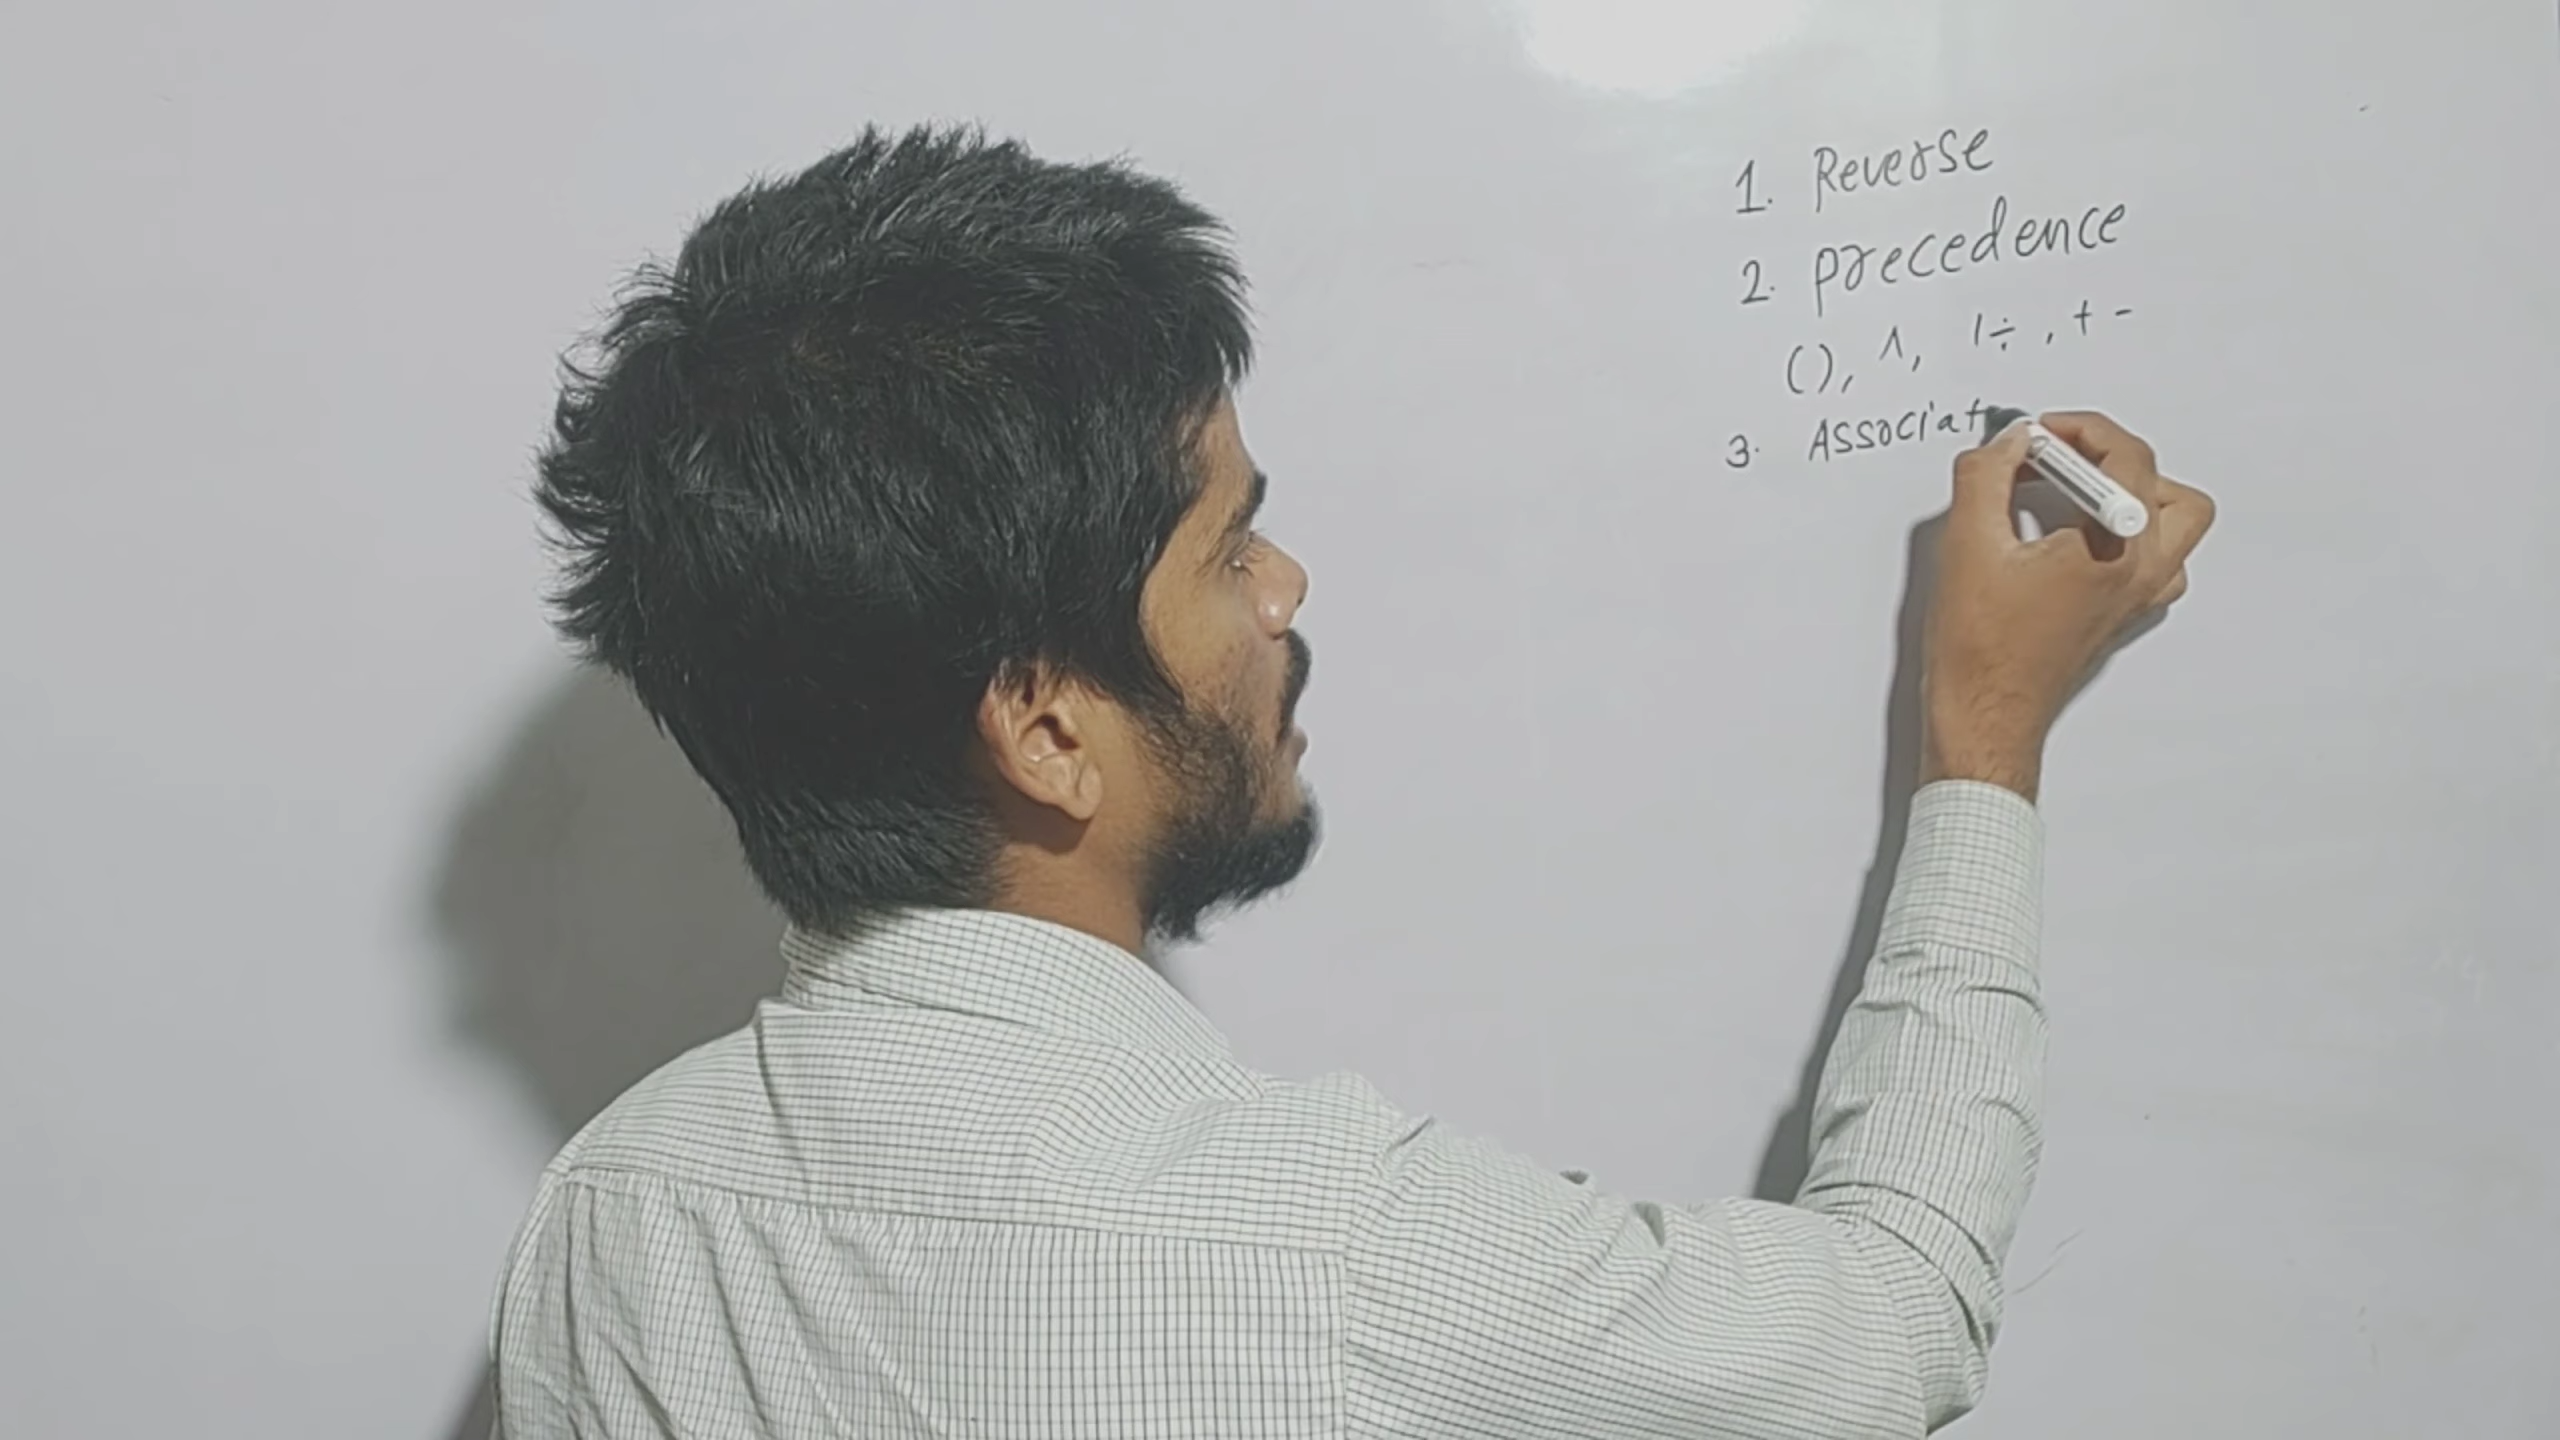 1. Reverse
2. precedence
(), ^, / ÷, + -
3. Associat